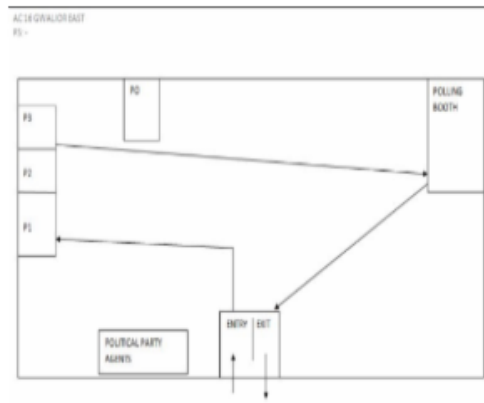 AC 16 GWALIOR EAST
PS :-
PO
POLLING
BOOTH
P3
P2
P1
ENTRY
EXIT
POLITICAL PARTY
AGENTS